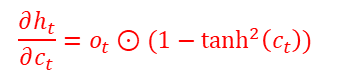 ∂h_t/∂c_t = o_t ⊙ (1 − tanh²(c_t))